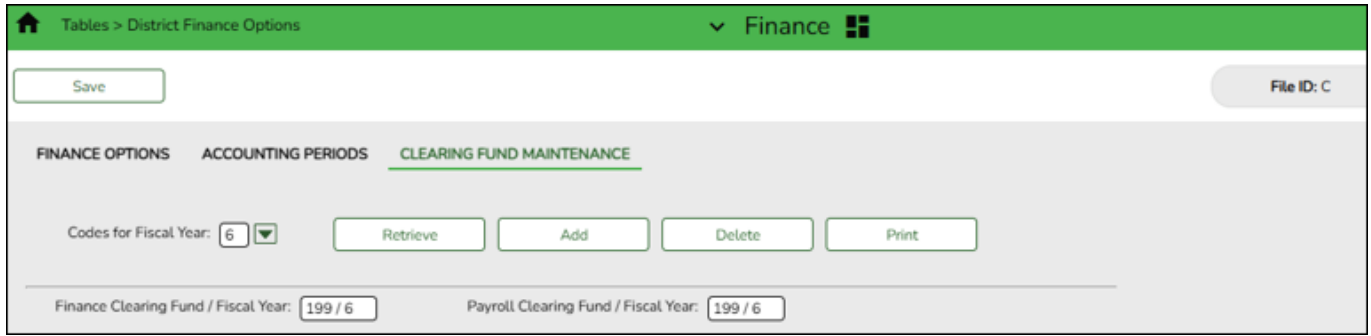 Tables > District Finance Options
Finance
Save
File ID: C
FINANCE OPTIONS ACCOUNTING PERIODS CLEARING FUND MAINTENANCE
Codes for Fiscal Year: 6 Retrieve Add Delete Print
Finance Clearing Fund / Fiscal Year: 199 / 6 Payroll Clearing Fund / Fiscal Year: 199 / 6